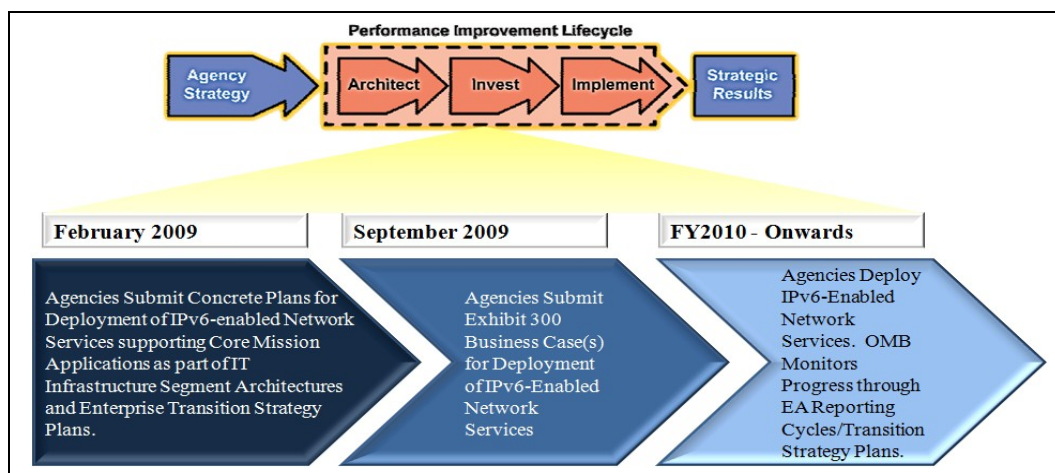 Performance Improvement Lifecycle
Agency
Strategy
Architect
Invest
Implement
Strategic
Results
February 2009
September 2009
FY2010 - Onwards
Agencies Submit Concrete Plans for
Deployment of IPv6-enabled Network
Services supporting Core Mission
Applications as part of IT
Infrastructure Segment Architectures
and Enterprise Transition Strategy
Plans.
Agencies Submit
Exhibit 300
Business Case(s)
for Deployment
of IPv6-Enabled
Network
Services
Agencies Deploy
IPv6-Enabled
Network
Services. OMB
Monitors
Progress through
EA Reporting
Cycles/Transition
Strategy Plans.